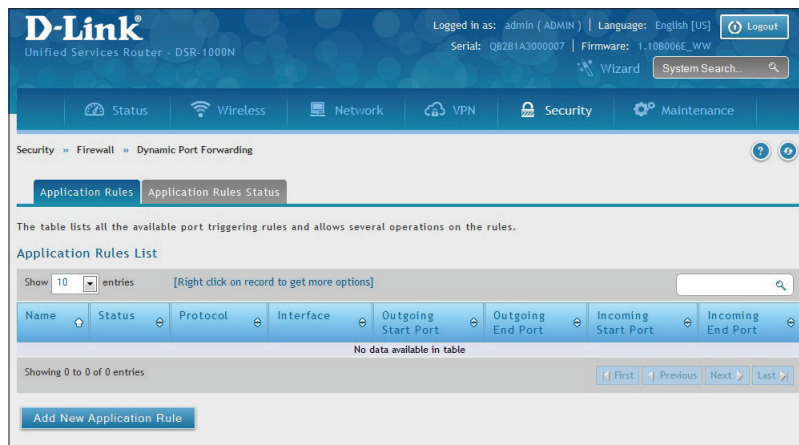 D-Link
Unified Services Router - DSR-1000N
Logged in as: admin ( ADMIN ) | Language: English [US]
Logout
Serial: QB2B1A3000007 | Firmware: 1.10B006E_WW
Wizard
System Search...
Status
Wireless
Network
VPN
Security
Maintenance
Security » Firewall » Dynamic Port Forwarding
Application Rules
Application Rules Status
The table lists all the available port triggering rules and allows several operations on the rules.
Application Rules List
Show 10 entries [Right click on record to get more options]
Name
Status
Protocol
Interface
Outgoing Start Port
Outgoing End Port
Incoming Start Port
Incoming End Port
No data available in table
Showing 0 to 0 of 0 entries
First
Previous
Next
Last
Add New Application Rule